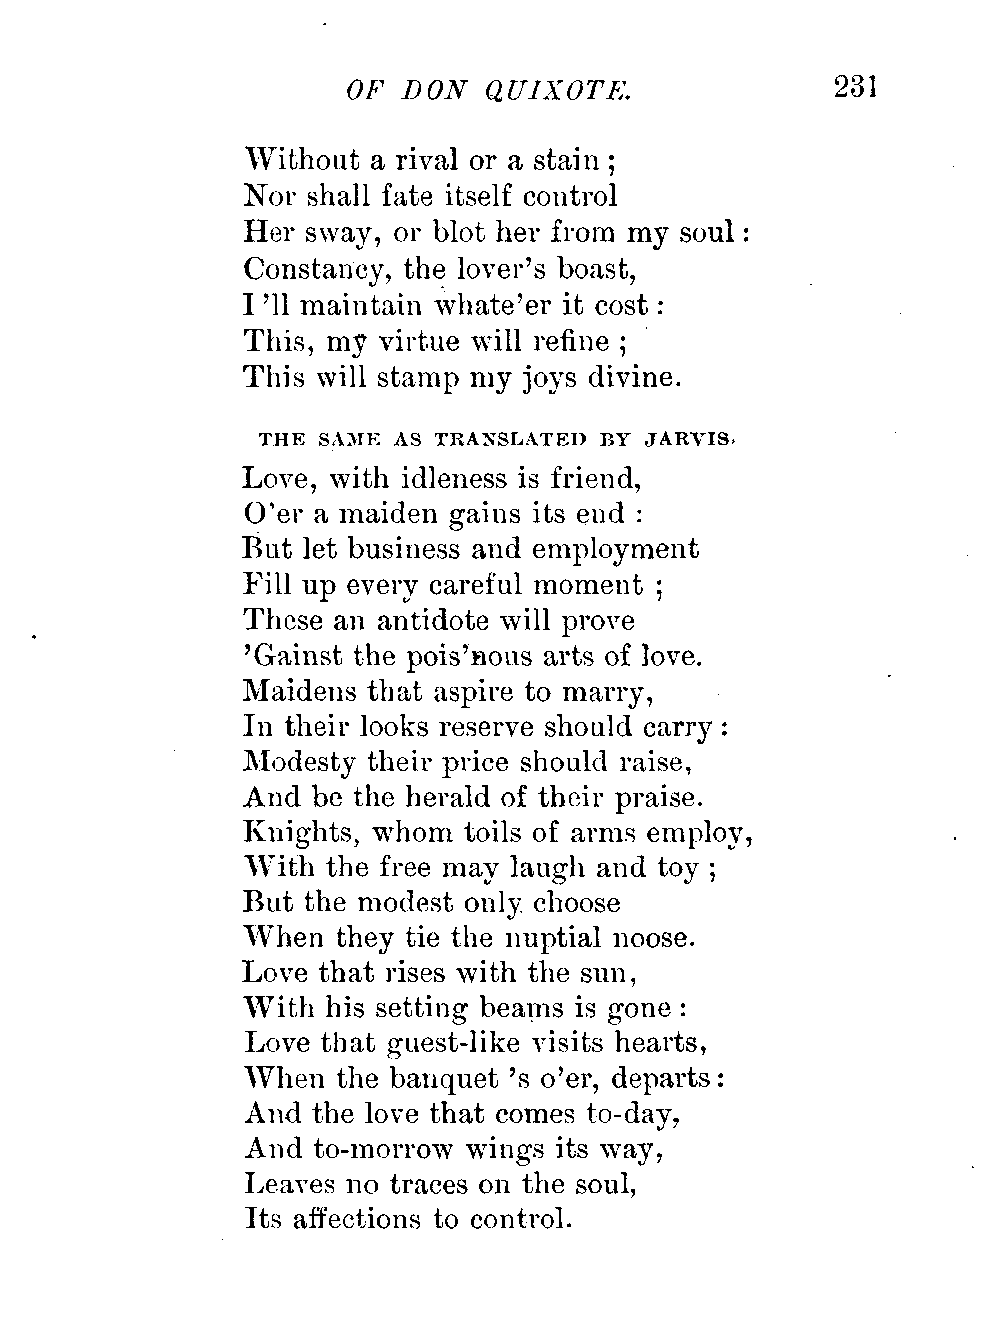 OF DON QUIXOTE. 231
Without a rival or a stain ;
Nor shall fate itself control
Her sway, or blot her from my soul :
Constancy, the lover's boast,
I 'll maintain whate'er it cost :
This, my virtue will refine ;
This will stamp my joys divine.
THE SAME AS TRANSLATED BY JARVIS.
Love, with idleness is friend,
O'er a maiden gains its end :
But let business and employment
Fill up every careful moment ;
These an antidote will prove
'Gainst the pois'nous arts of love.
Maidens that aspire to marry,
In their looks reserve should carry :
Modesty their price should raise,
And be the herald of their praise.
Knights, whom toils of arms employ,
With the free may laugh and toy ;
But the modest only choose
When they tie the nuptial noose.
Love that rises with the sun,
With his setting beams is gone :
Love that guest-like visits hearts,
When the banquet 's o'er, departs :
And the love that comes to-day,
And to-morrow wings its way,
Leaves no traces on the soul,
Its affections to control.